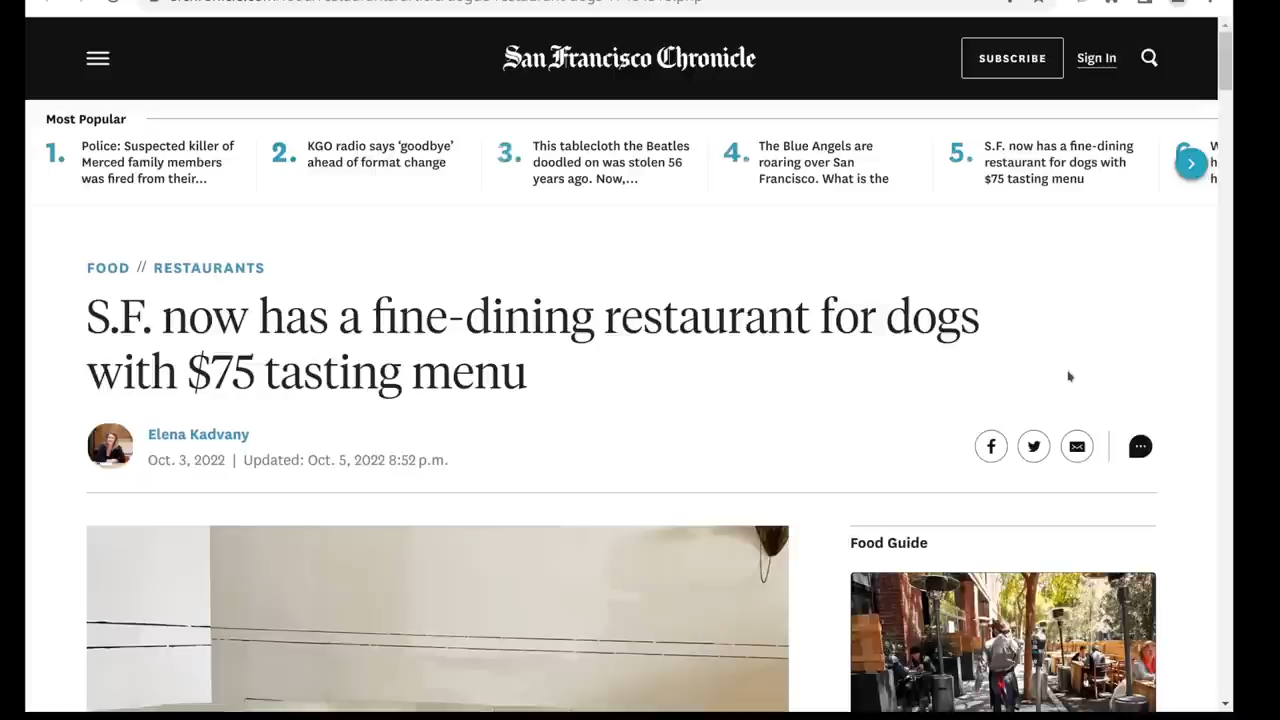 San Francisco Chronicle
SUBSCRIBE
Sign In
Most Popular
1.
Police: Suspected killer of
Merced family members
was fired from their...
2.
KGO radio says ‘goodbye’
ahead of format change
3.
This tablecloth the Beatles
doodled on was stolen 56
years ago. Now,...
4.
The Blue Angels are
roaring over San
Francisco. What is the
5.
S.F. now has a fine-dining
restaurant for dogs with
$75 tasting menu
FOOD // RESTAURANTS
S.F. now has a fine-dining restaurant for dogs
with $75 tasting menu
Elena Kadvany
Oct. 3, 2022 | Updated: Oct. 5, 2022 8:52 p.m.
Food Guide